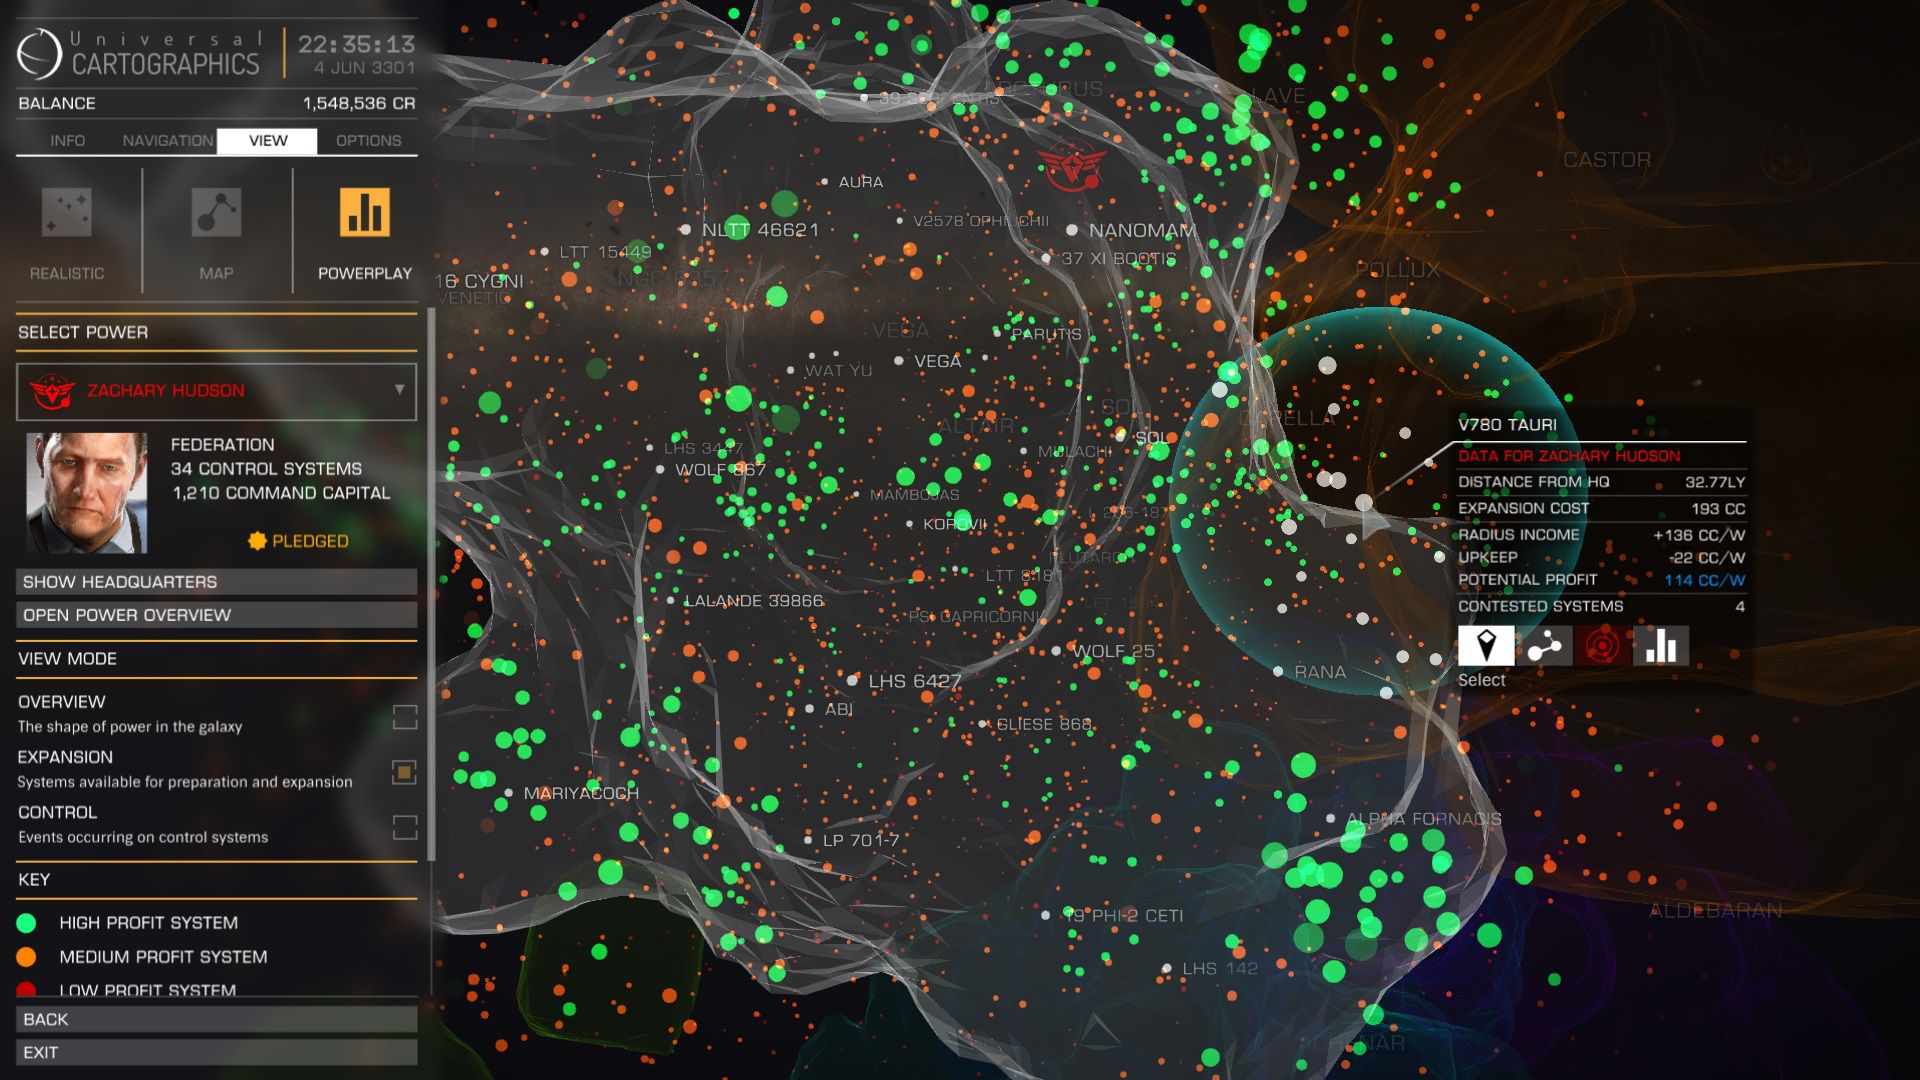 Universal
CARTOGRAPHICS
22:35:13
4 JUN 3301
BALANCE 1,548,536 CR
INFO NAVIGATION VIEW OPTIONS
REALISTIC MAP POWERPLAY
SELECT POWER
ZACHARY HUDSON
FEDERATION
34 CONTROL SYSTEMS
1,210 COMMAND CAPITAL
PLEDGED
SHOW HEADQUARTERS
OPEN POWER OVERVIEW
VIEW MODE
OVERVIEW
The shape of power in the galaxy
EXPANSION
Systems available for preparation and expansion
CONTROL
Events occurring on control systems
KEY
HIGH PROFIT SYSTEM
MEDIUM PROFIT SYSTEM
LOW PROFIT SYSTEM
BACK
EXIT
CASTOR
AURA
V2578 OPHIUCHII
NLTT 46621
NANOMAM
LTT 15449
37 XI BOOTIS
POLLUX
16 CYGNI
VENETIC
VEGA
PARUTIS
VEGA
WAT YU
SOL
CAPELLA
ALTAIR
SOL
LHS 3447
MULACHI
WOLF 867
MAMBOJAS
KOROVII
LTT 8181
LALANDE 39866
PSI CAPRICORNI
WOLF 25
RANA
LHS 6427
ABI
GLIESE 868
MARIYACOCH
ALPHA FORNACIS
LP 701-7
19 PHI-2 CETI
ALDEBARAN
LHS 142
ACHENAR
V780 TAURI
DATA FOR ZACHARY HUDSON
DISTANCE FROM HQ 32.77LY
EXPANSION COST 193 CC
RADIUS INCOME +136 CC/W
UPKEEP -22 CC/W
POTENTIAL PROFIT 114 CC/W
CONTESTED SYSTEMS 4
Select